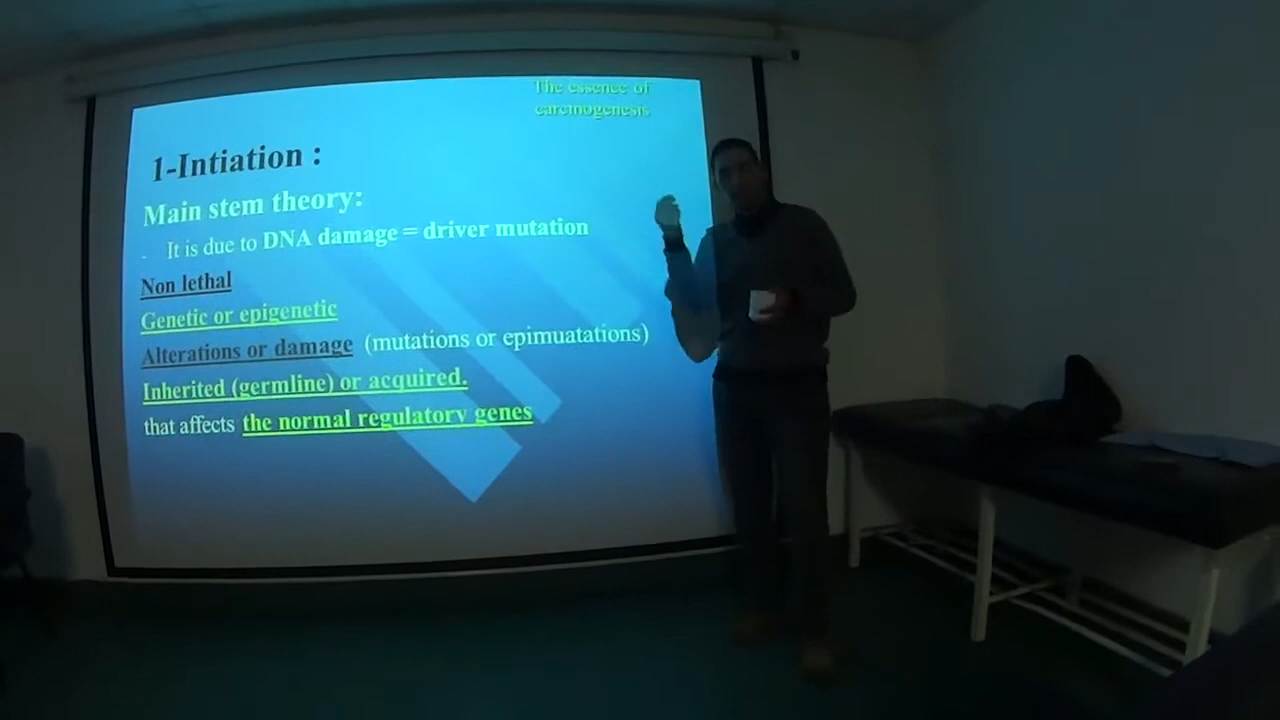 The essence of
carcinogenesis
1-Intiation :
Main stem theory:
- It is due to DNA damage = driver mutation
Non lethal
Genetic or epigenetic
Alterations or damage (mutations or epimuatations)
Inherited (germline) or acquired.
that affects the normal regulatory genes